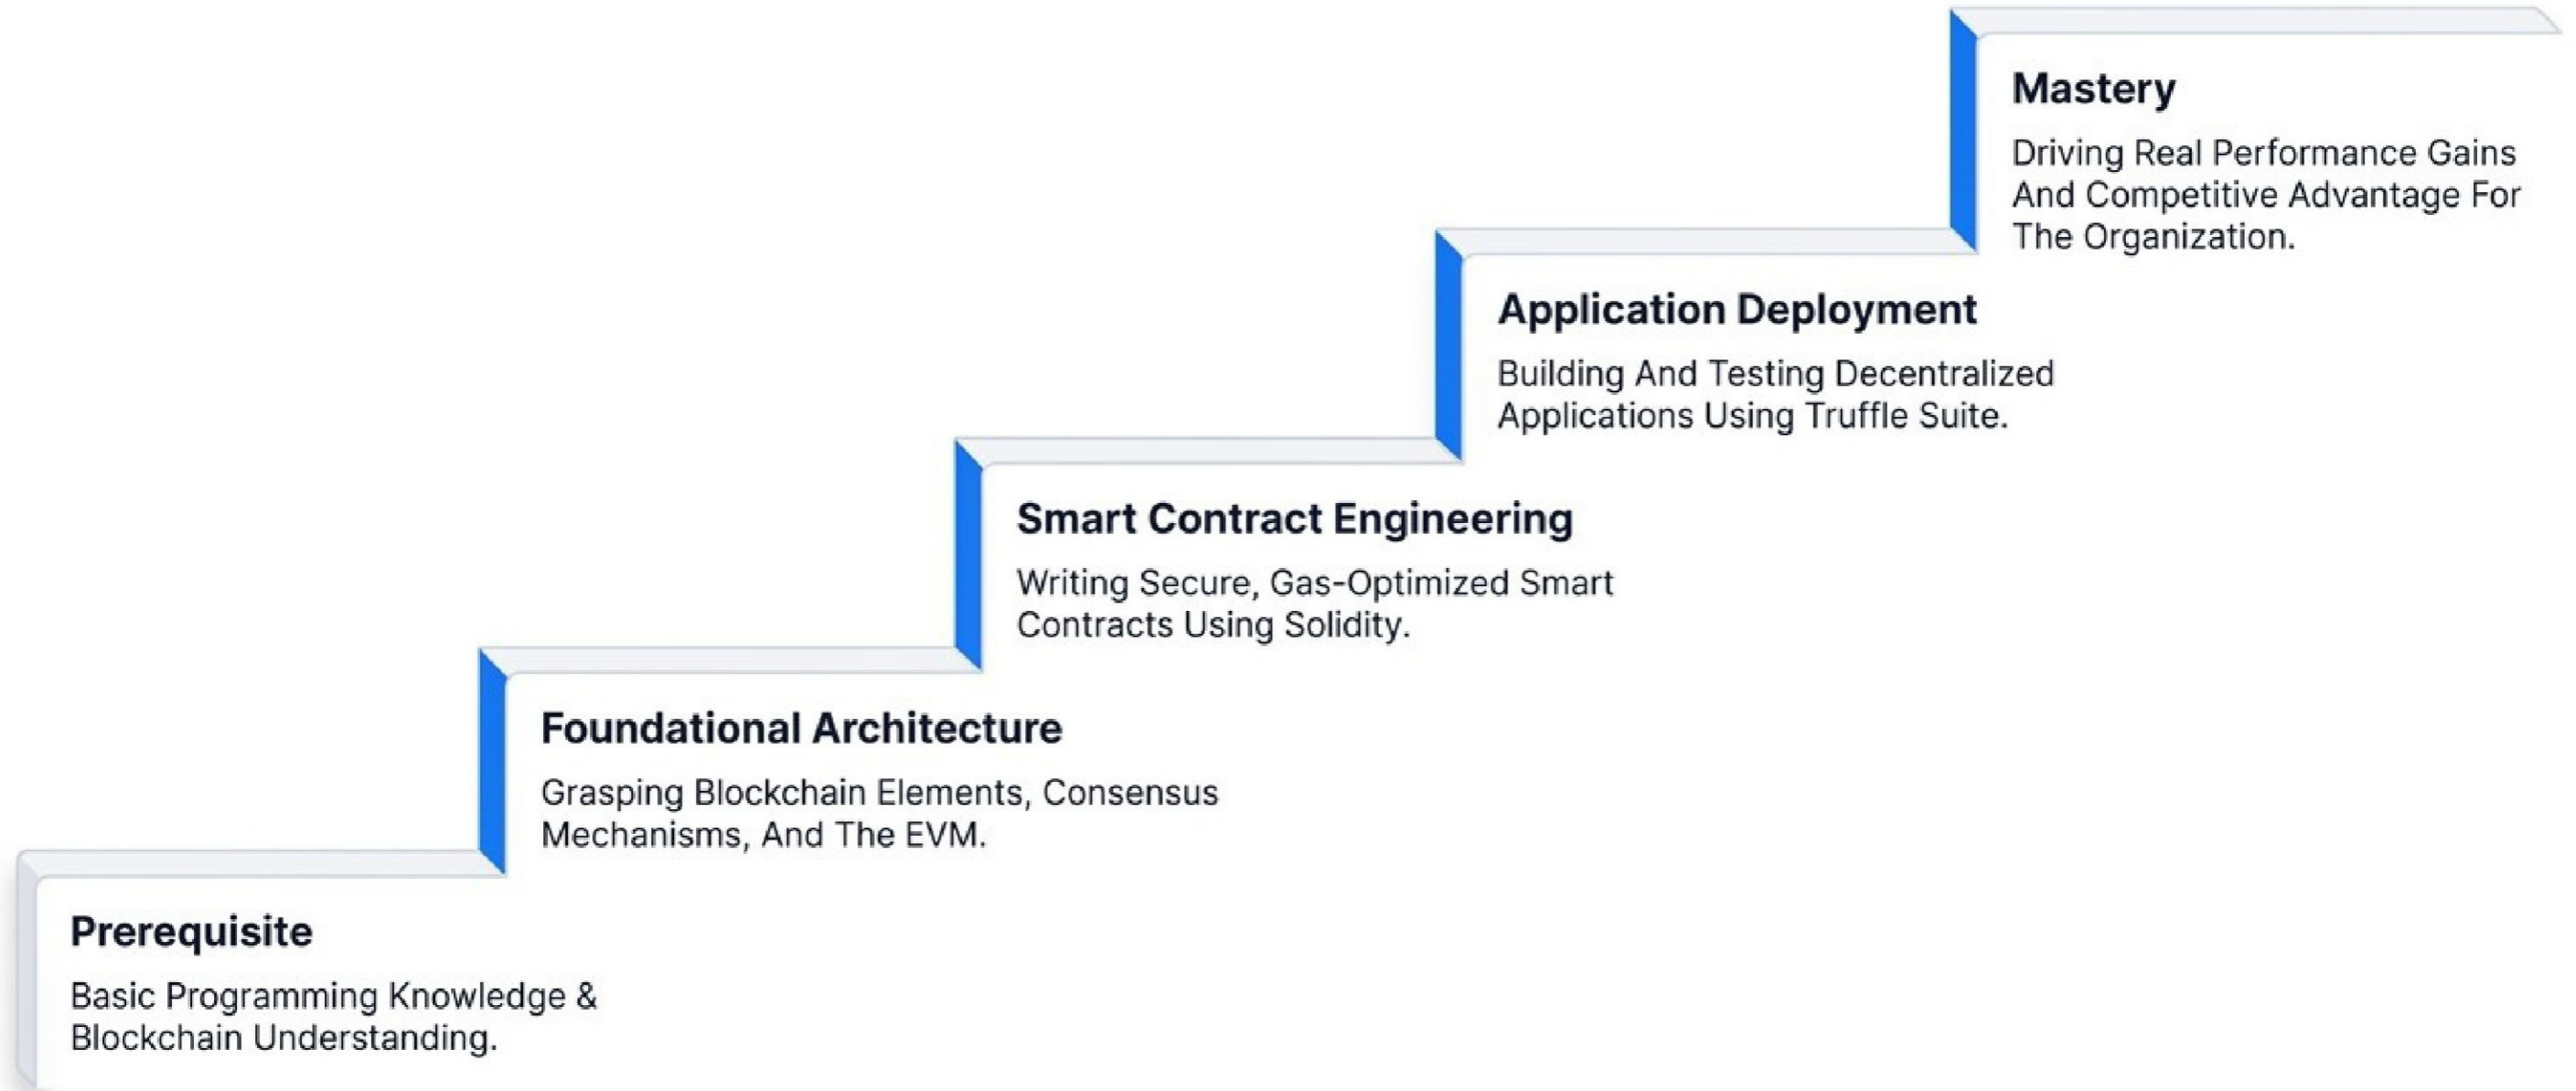 Mastery
Driving Real Performance Gains
And Competitive Advantage For
The Organization.
Application Deployment
Building And Testing Decentralized
Applications Using Truffle Suite.
Smart Contract Engineering
Writing Secure, Gas-Optimized Smart
Contracts Using Solidity.
Foundational Architecture
Grasping Blockchain Elements, Consensus
Mechanisms, And The EVM.
Prerequisite
Basic Programming Knowledge &
Blockchain Understanding.